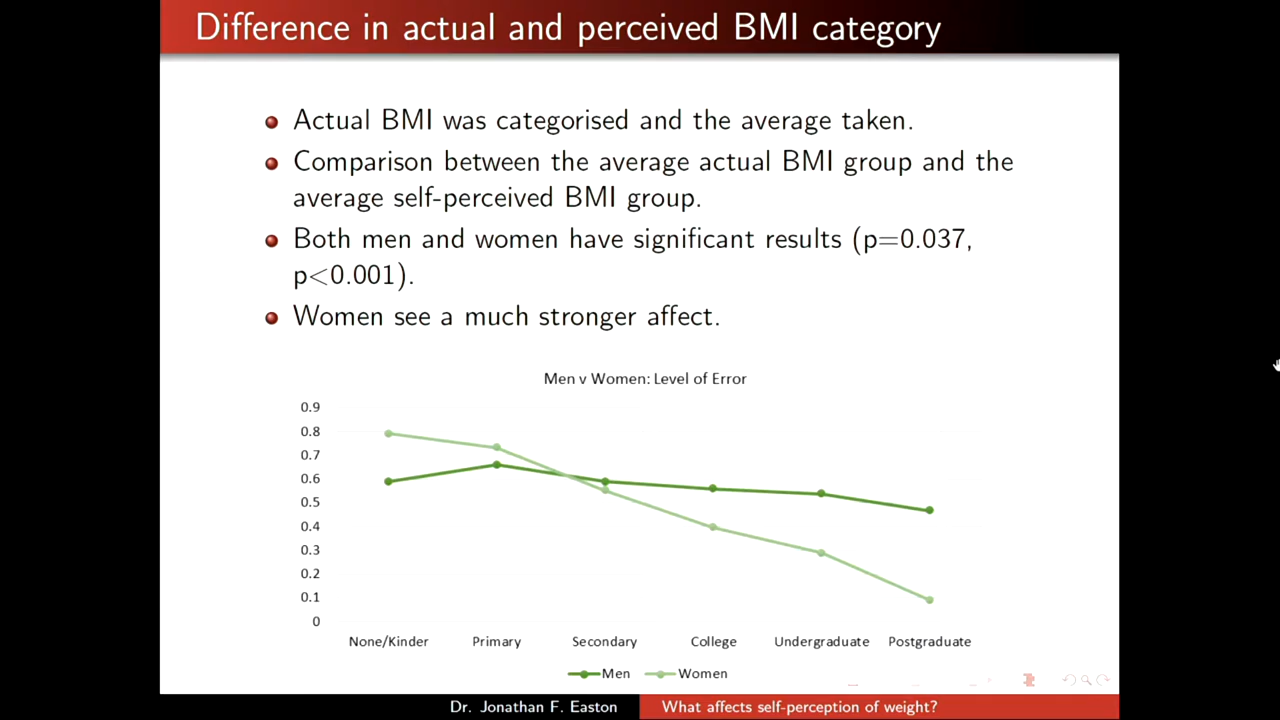 Difference in actual and perceived BMI category
Actual BMI was categorised and the average taken.
Comparison between the average actual BMI group and the
average self-perceived BMI group.
Both men and women have significant results (p=0.037,
p<0.001).
Women see a much stronger affect.
Men v Women: Level of Error
0.9
0.8
0.7
0.6
0.5
0.4
0.3
0.2
0.1
0
None/Kinder Primary Secondary College Undergraduate Postgraduate
Men Women
Dr. Jonathan F. Easton What affects self-perception of weight?